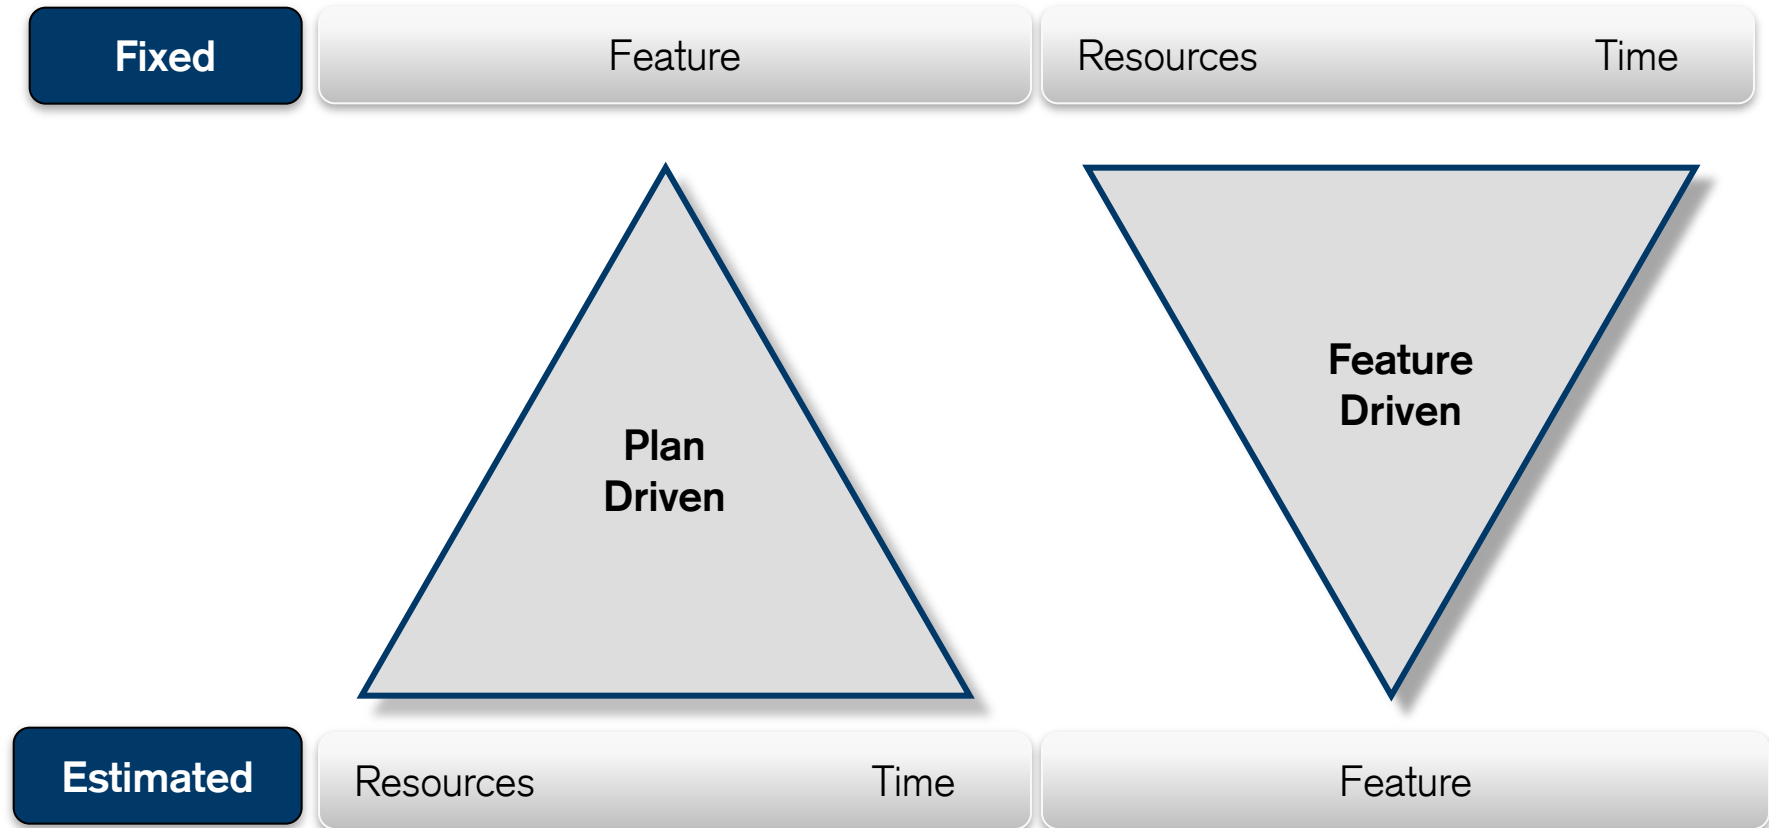 Fixed
Feature
Resources Time
Plan
Driven
Feature
Driven
Estimated
Resources Time
Feature